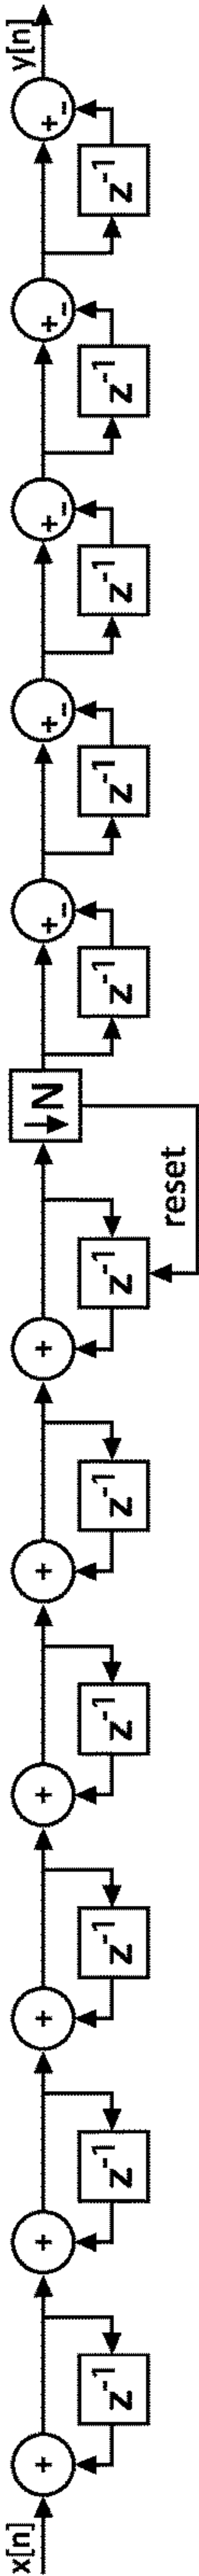 x[n] + + + + + + ↓N + - + - + - + - + - y[n]
z⁻¹ z⁻¹ z⁻¹ z⁻¹ z⁻¹ z⁻¹ z⁻¹ z⁻¹ z⁻¹ z⁻¹ z⁻¹
reset